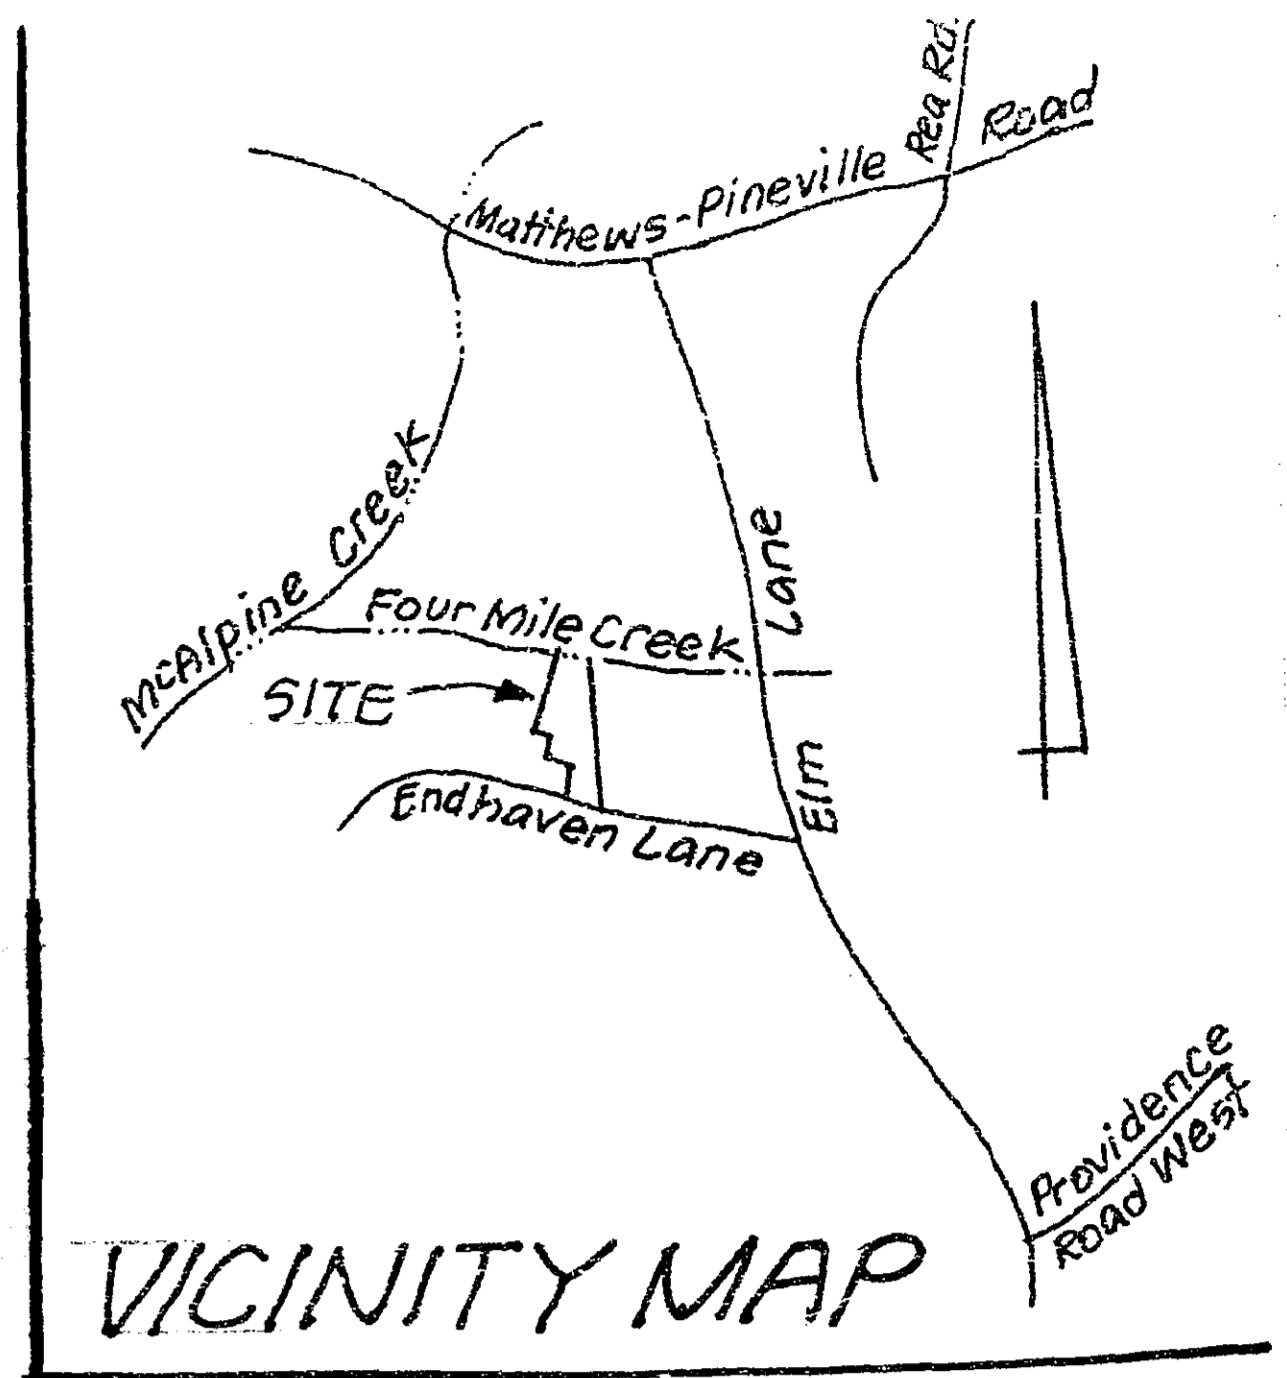 Rea Rd.
Matthews-Pineville Road
McAlpine Creek
Four Mile Creek
Elm Lane
SITE
Endhaven Lane
Providence
Road West
VICINITY MAP